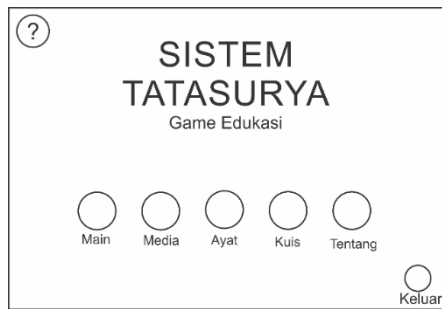 ?
SISTEM
TATASURYA
Game Edukasi
Main
Media
Ayat
Kuis
Tentang
Keluar